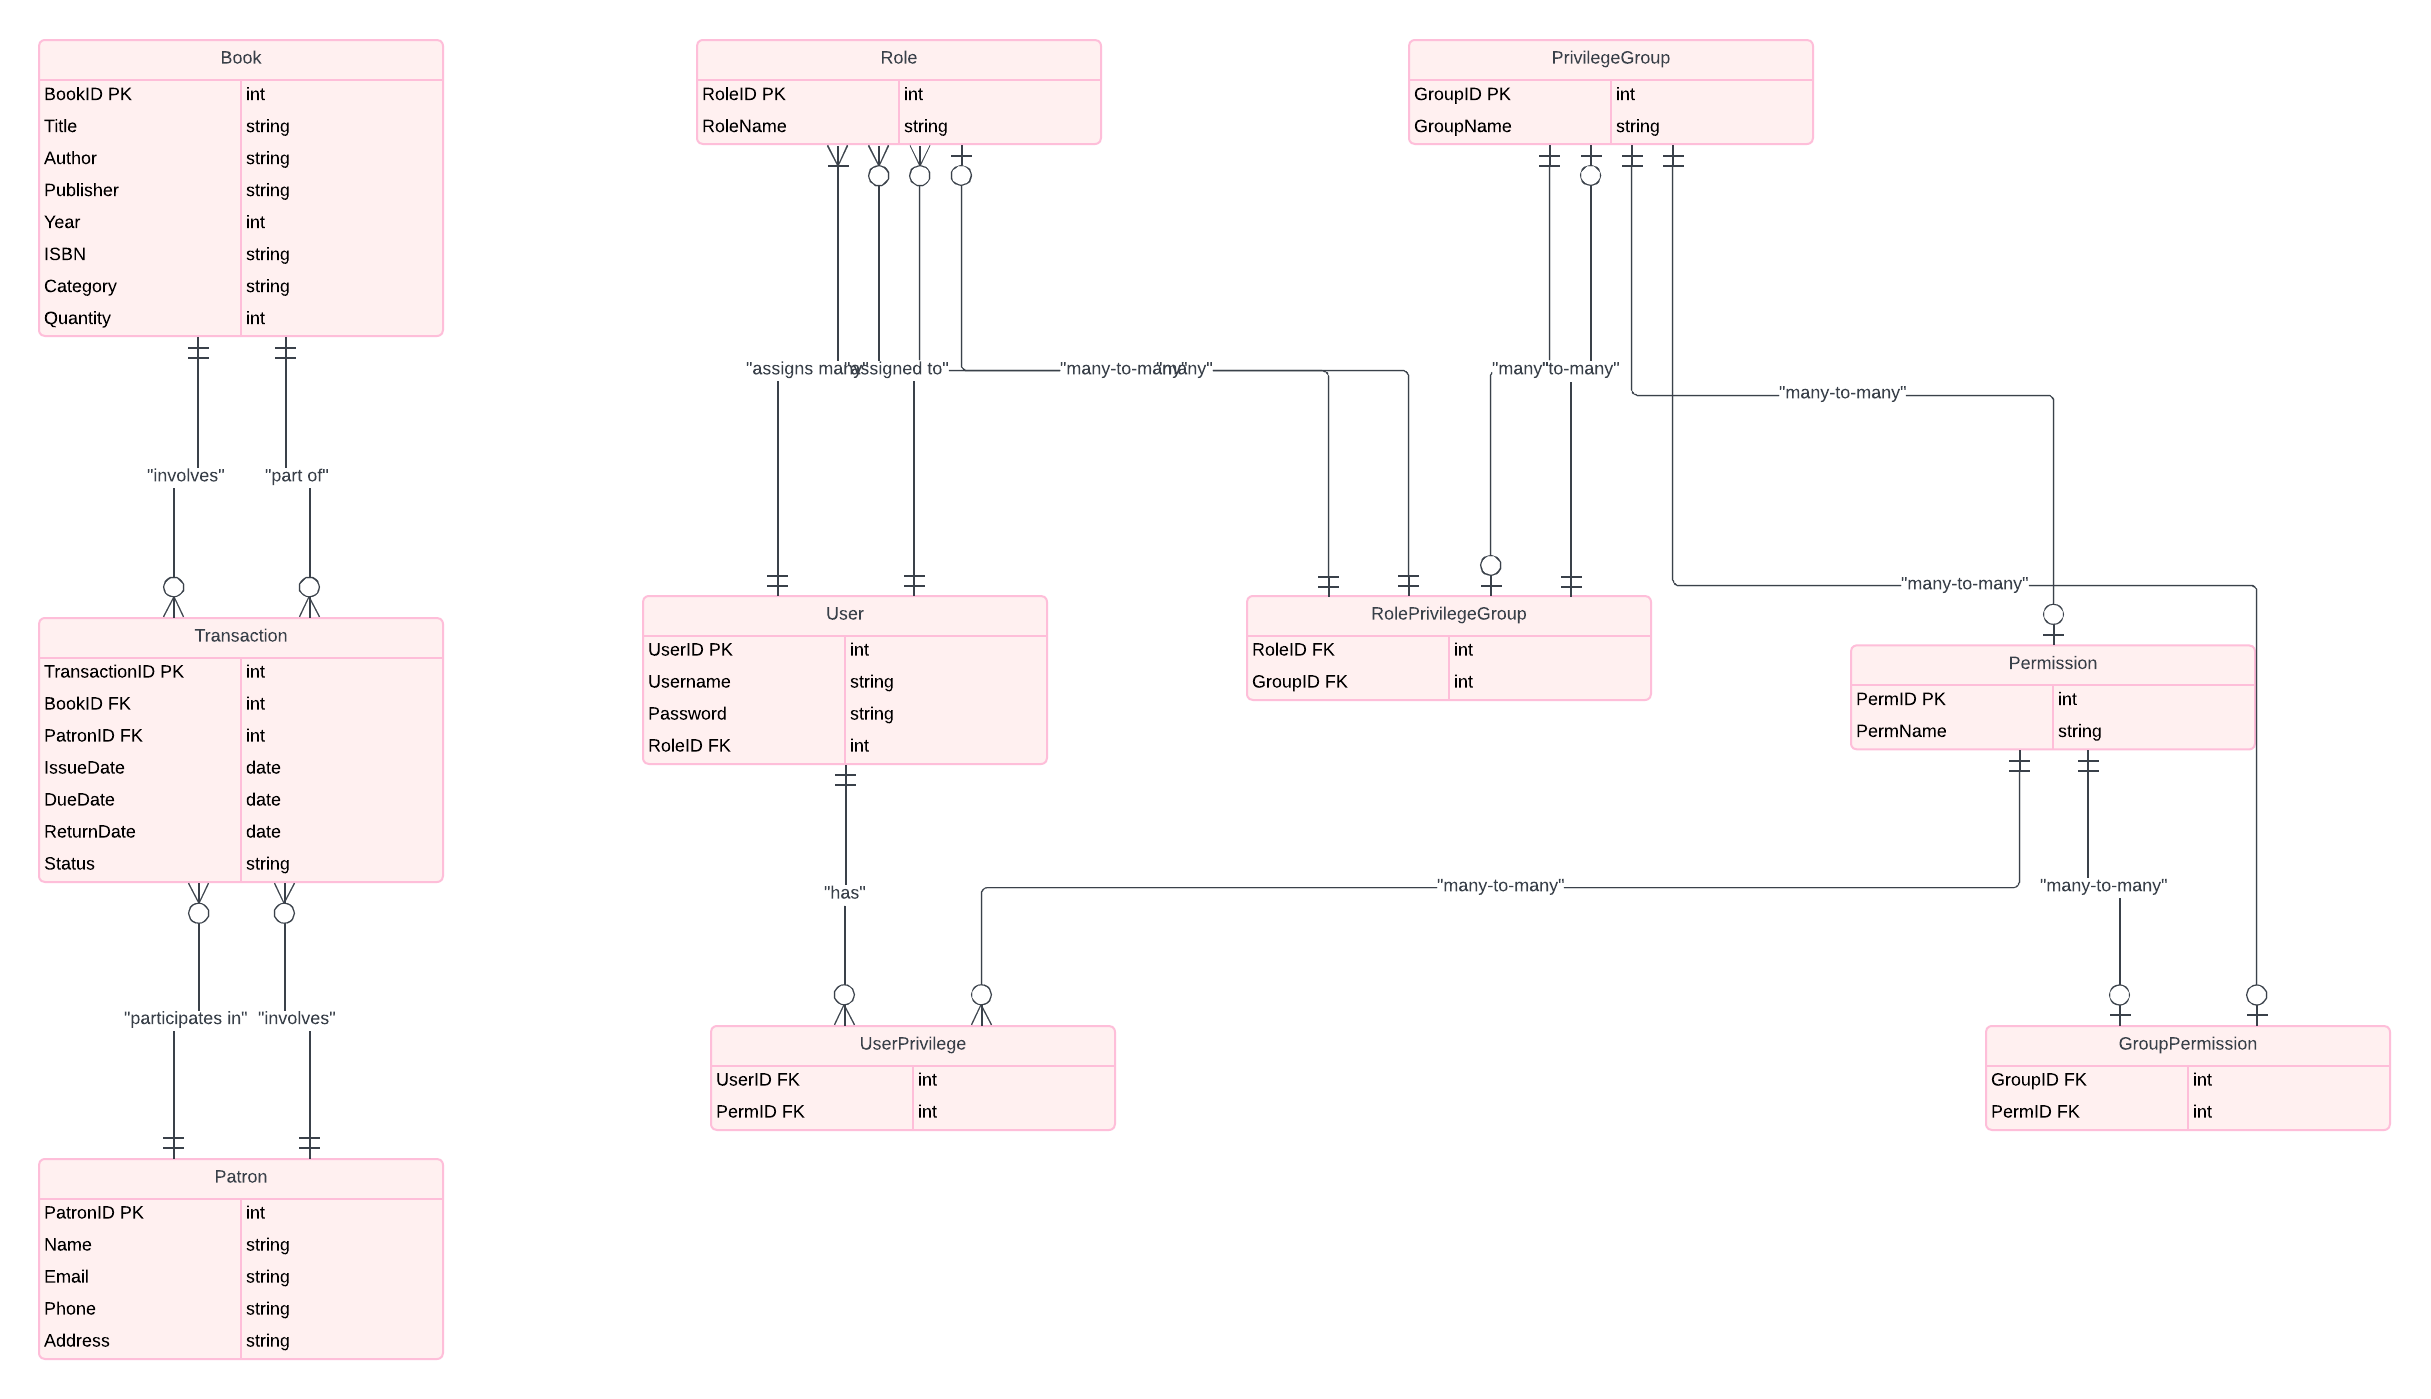 Book
BookID PK int
Title string
Author string
Publisher string
Year int
ISBN string
Category string
Quantity int
Role
RoleID PK int
RoleName string
PrivilegeGroup
GroupID PK int
GroupName string
"assigns many"
"assigned to"
"many-to-many"
"many-to-many"
"many-to-many"
"involves"
"part of"
"many-to-many"
Transaction
TransactionID PK int
BookID FK int
PatronID FK int
IssueDate date
DueDate date
ReturnDate date
Status string
User
UserID PK int
Username string
Password string
RoleID FK int
RolePrivilegeGroup
RoleID FK int
GroupID FK int
Permission
PermID PK int
PermName string
"has"
"many-to-many"
"many-to-many"
"participates in"
"involves"
UserPrivilege
UserID FK int
PermID FK int
GroupPermission
GroupID FK int
PermID FK int
Patron
PatronID PK int
Name string
Email string
Phone string
Address string